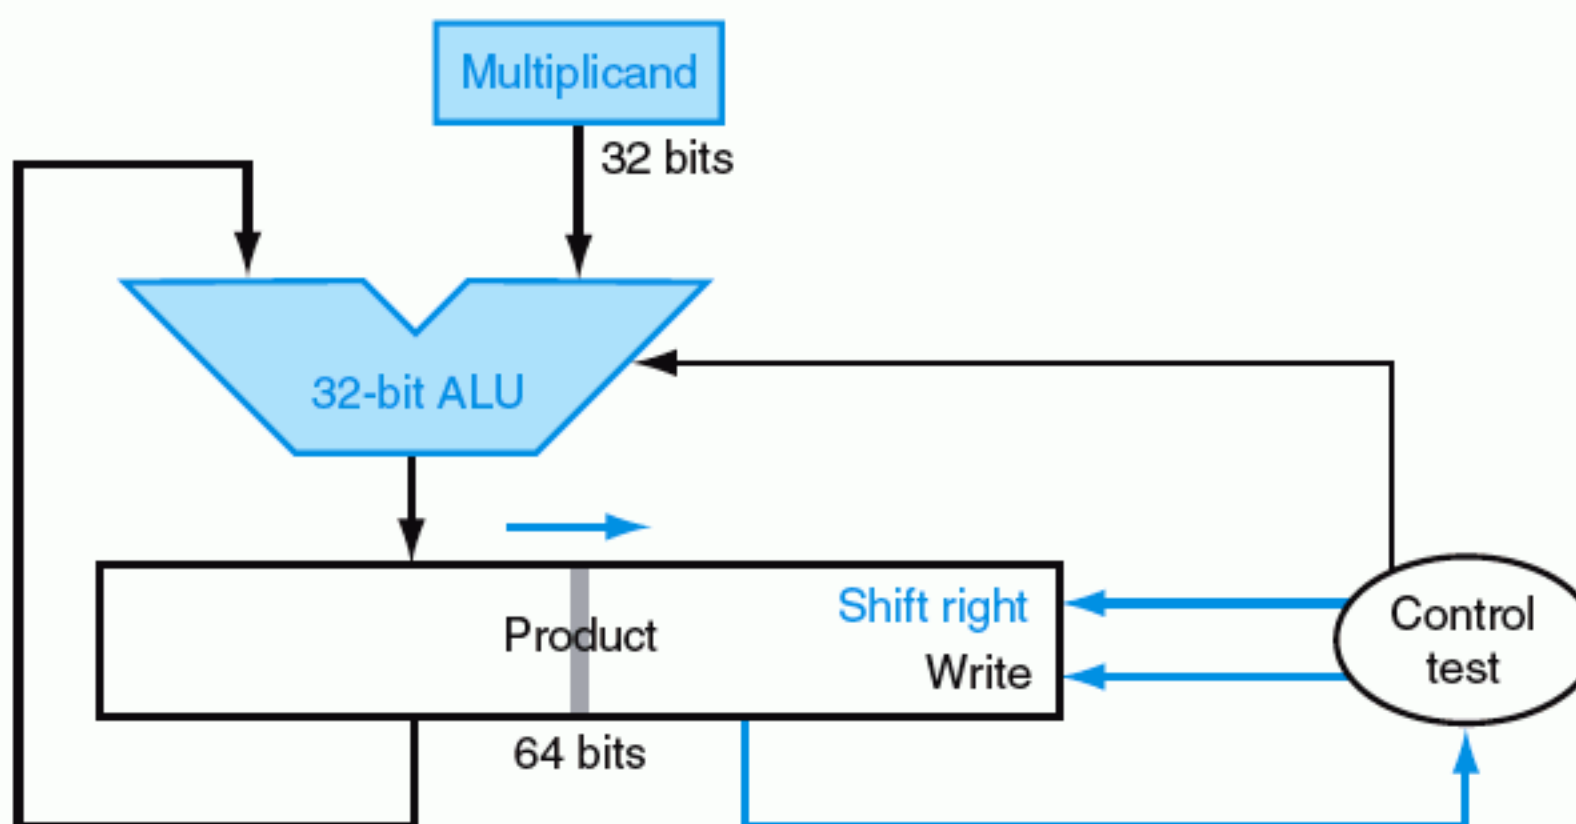 Multiplicand
32 bits
32-bit ALU
Product
Shift right
Write
64 bits
Control
test